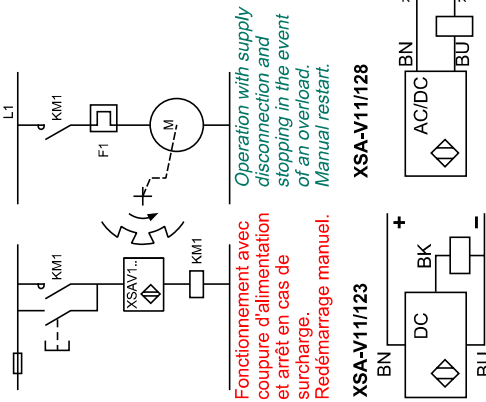 L1
KM1
F1
M
KM1
XSAV1..
KM1
Fonctionnement avec
coupure d'alimentation
et arrêt en cas de
surcharge.
Redémarrage manuel.
Operation with supply
disconnection and
stopping in the event
of an overload.
Manual restart.
XSA-V11/123
BN
+
DC
BK
BU
-
XSA-V11/128
BN
AC/DC
BU